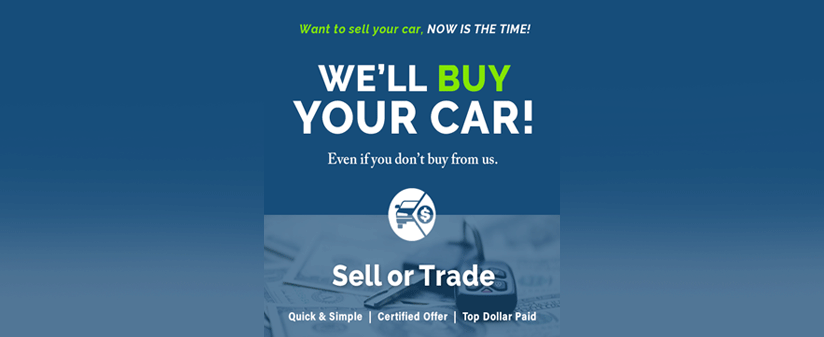 Want to sell your car, NOW IS THE TIME!
WE'LL BUY
YOUR CAR!
Even if you don't buy from us.
$
Sell or Trade
Quick & Simple | Certified Offer | Top Dollar Paid